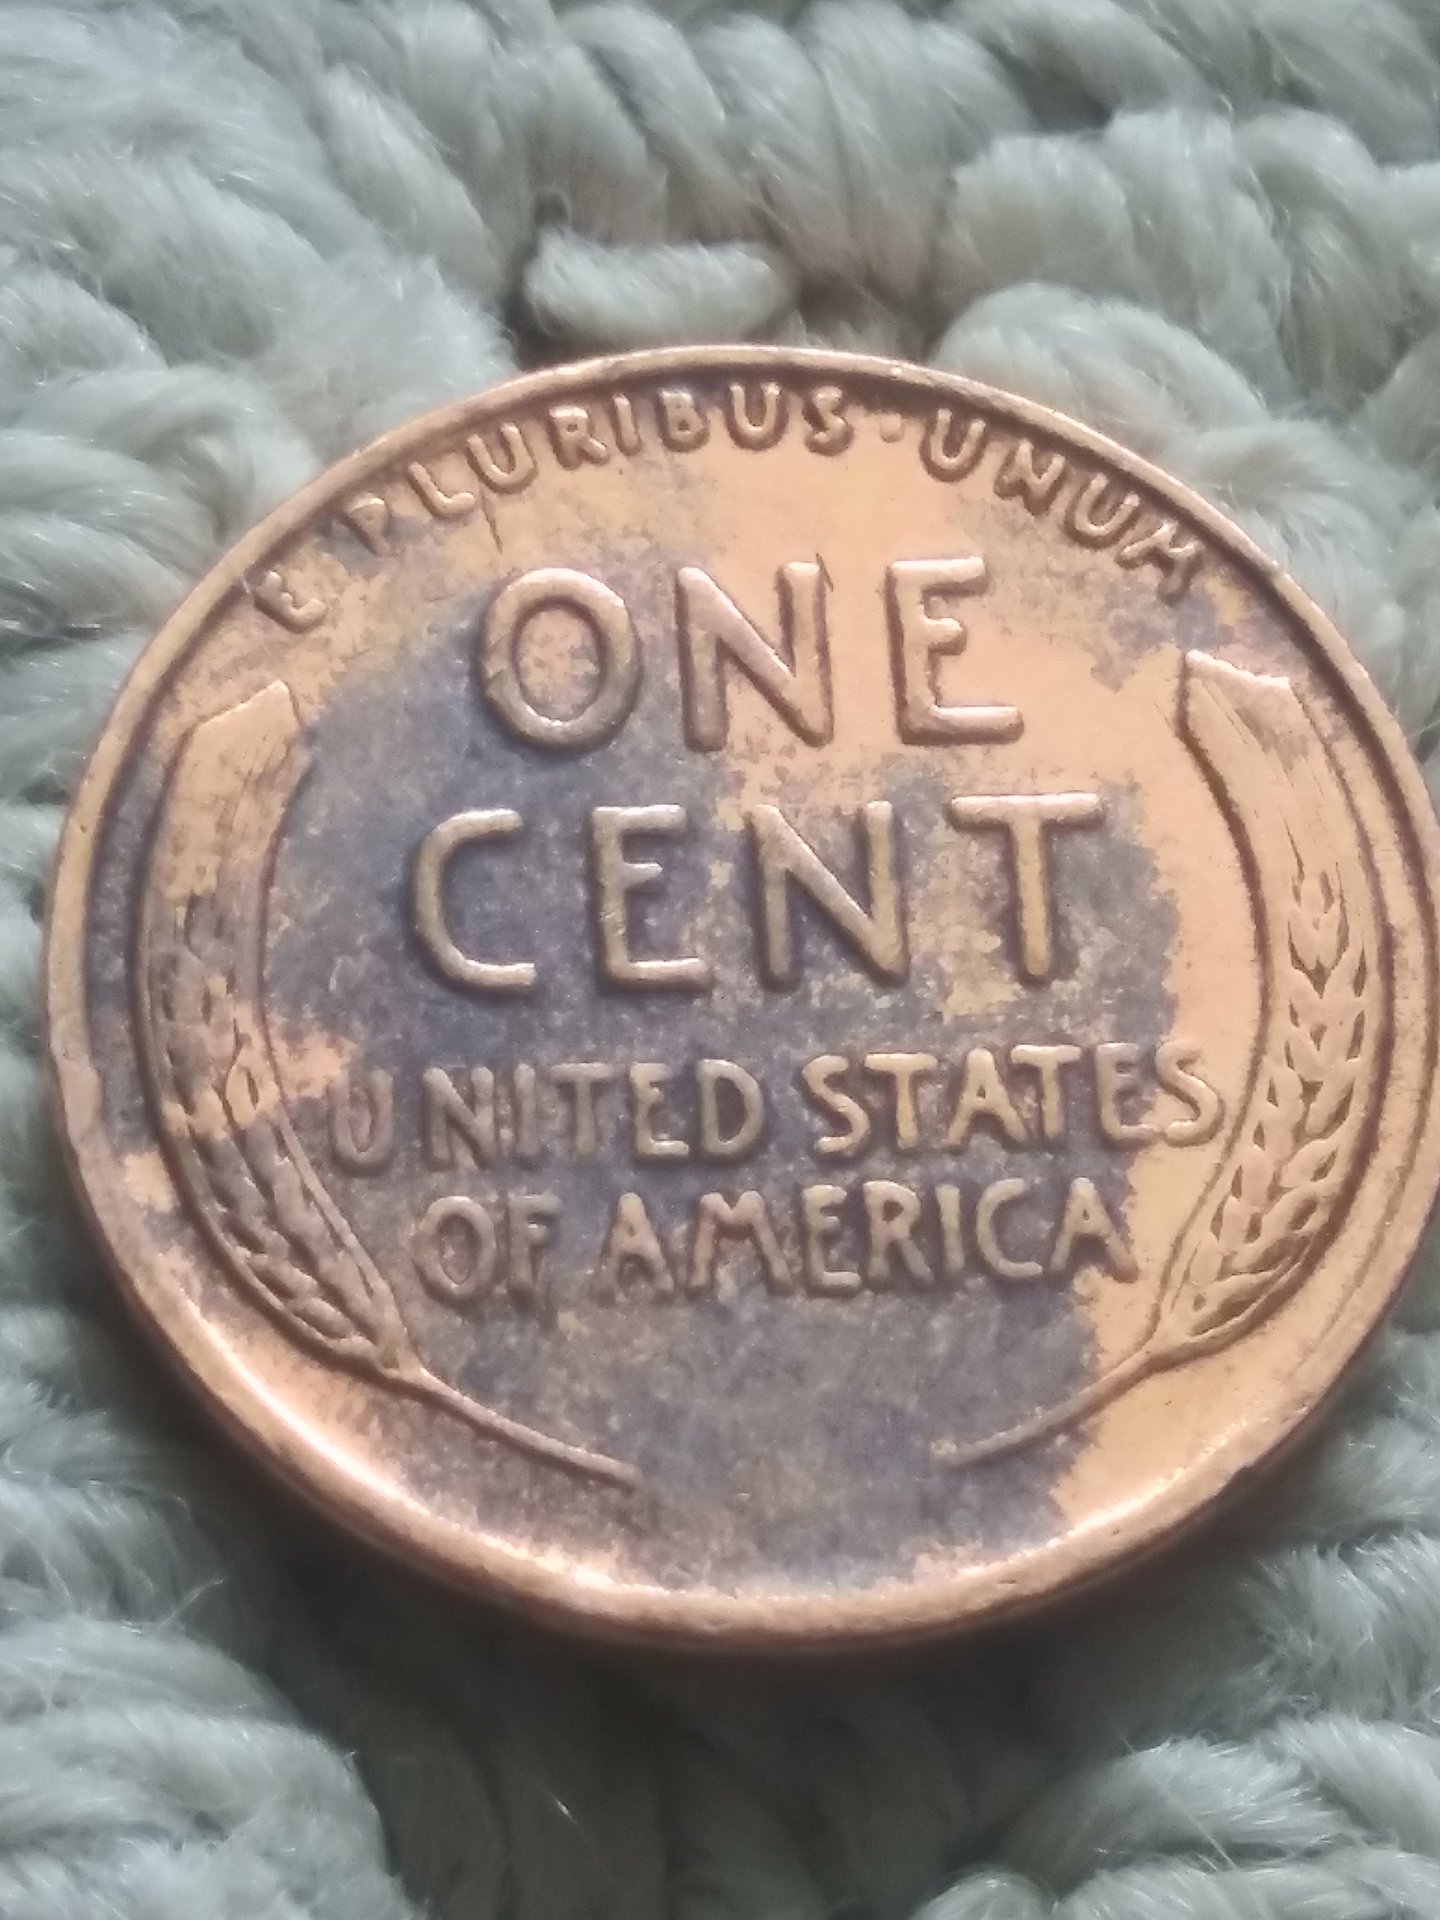 E PLURIBUS · UNUM
ONE
CENT
UNITED STATES
OF AMERICA